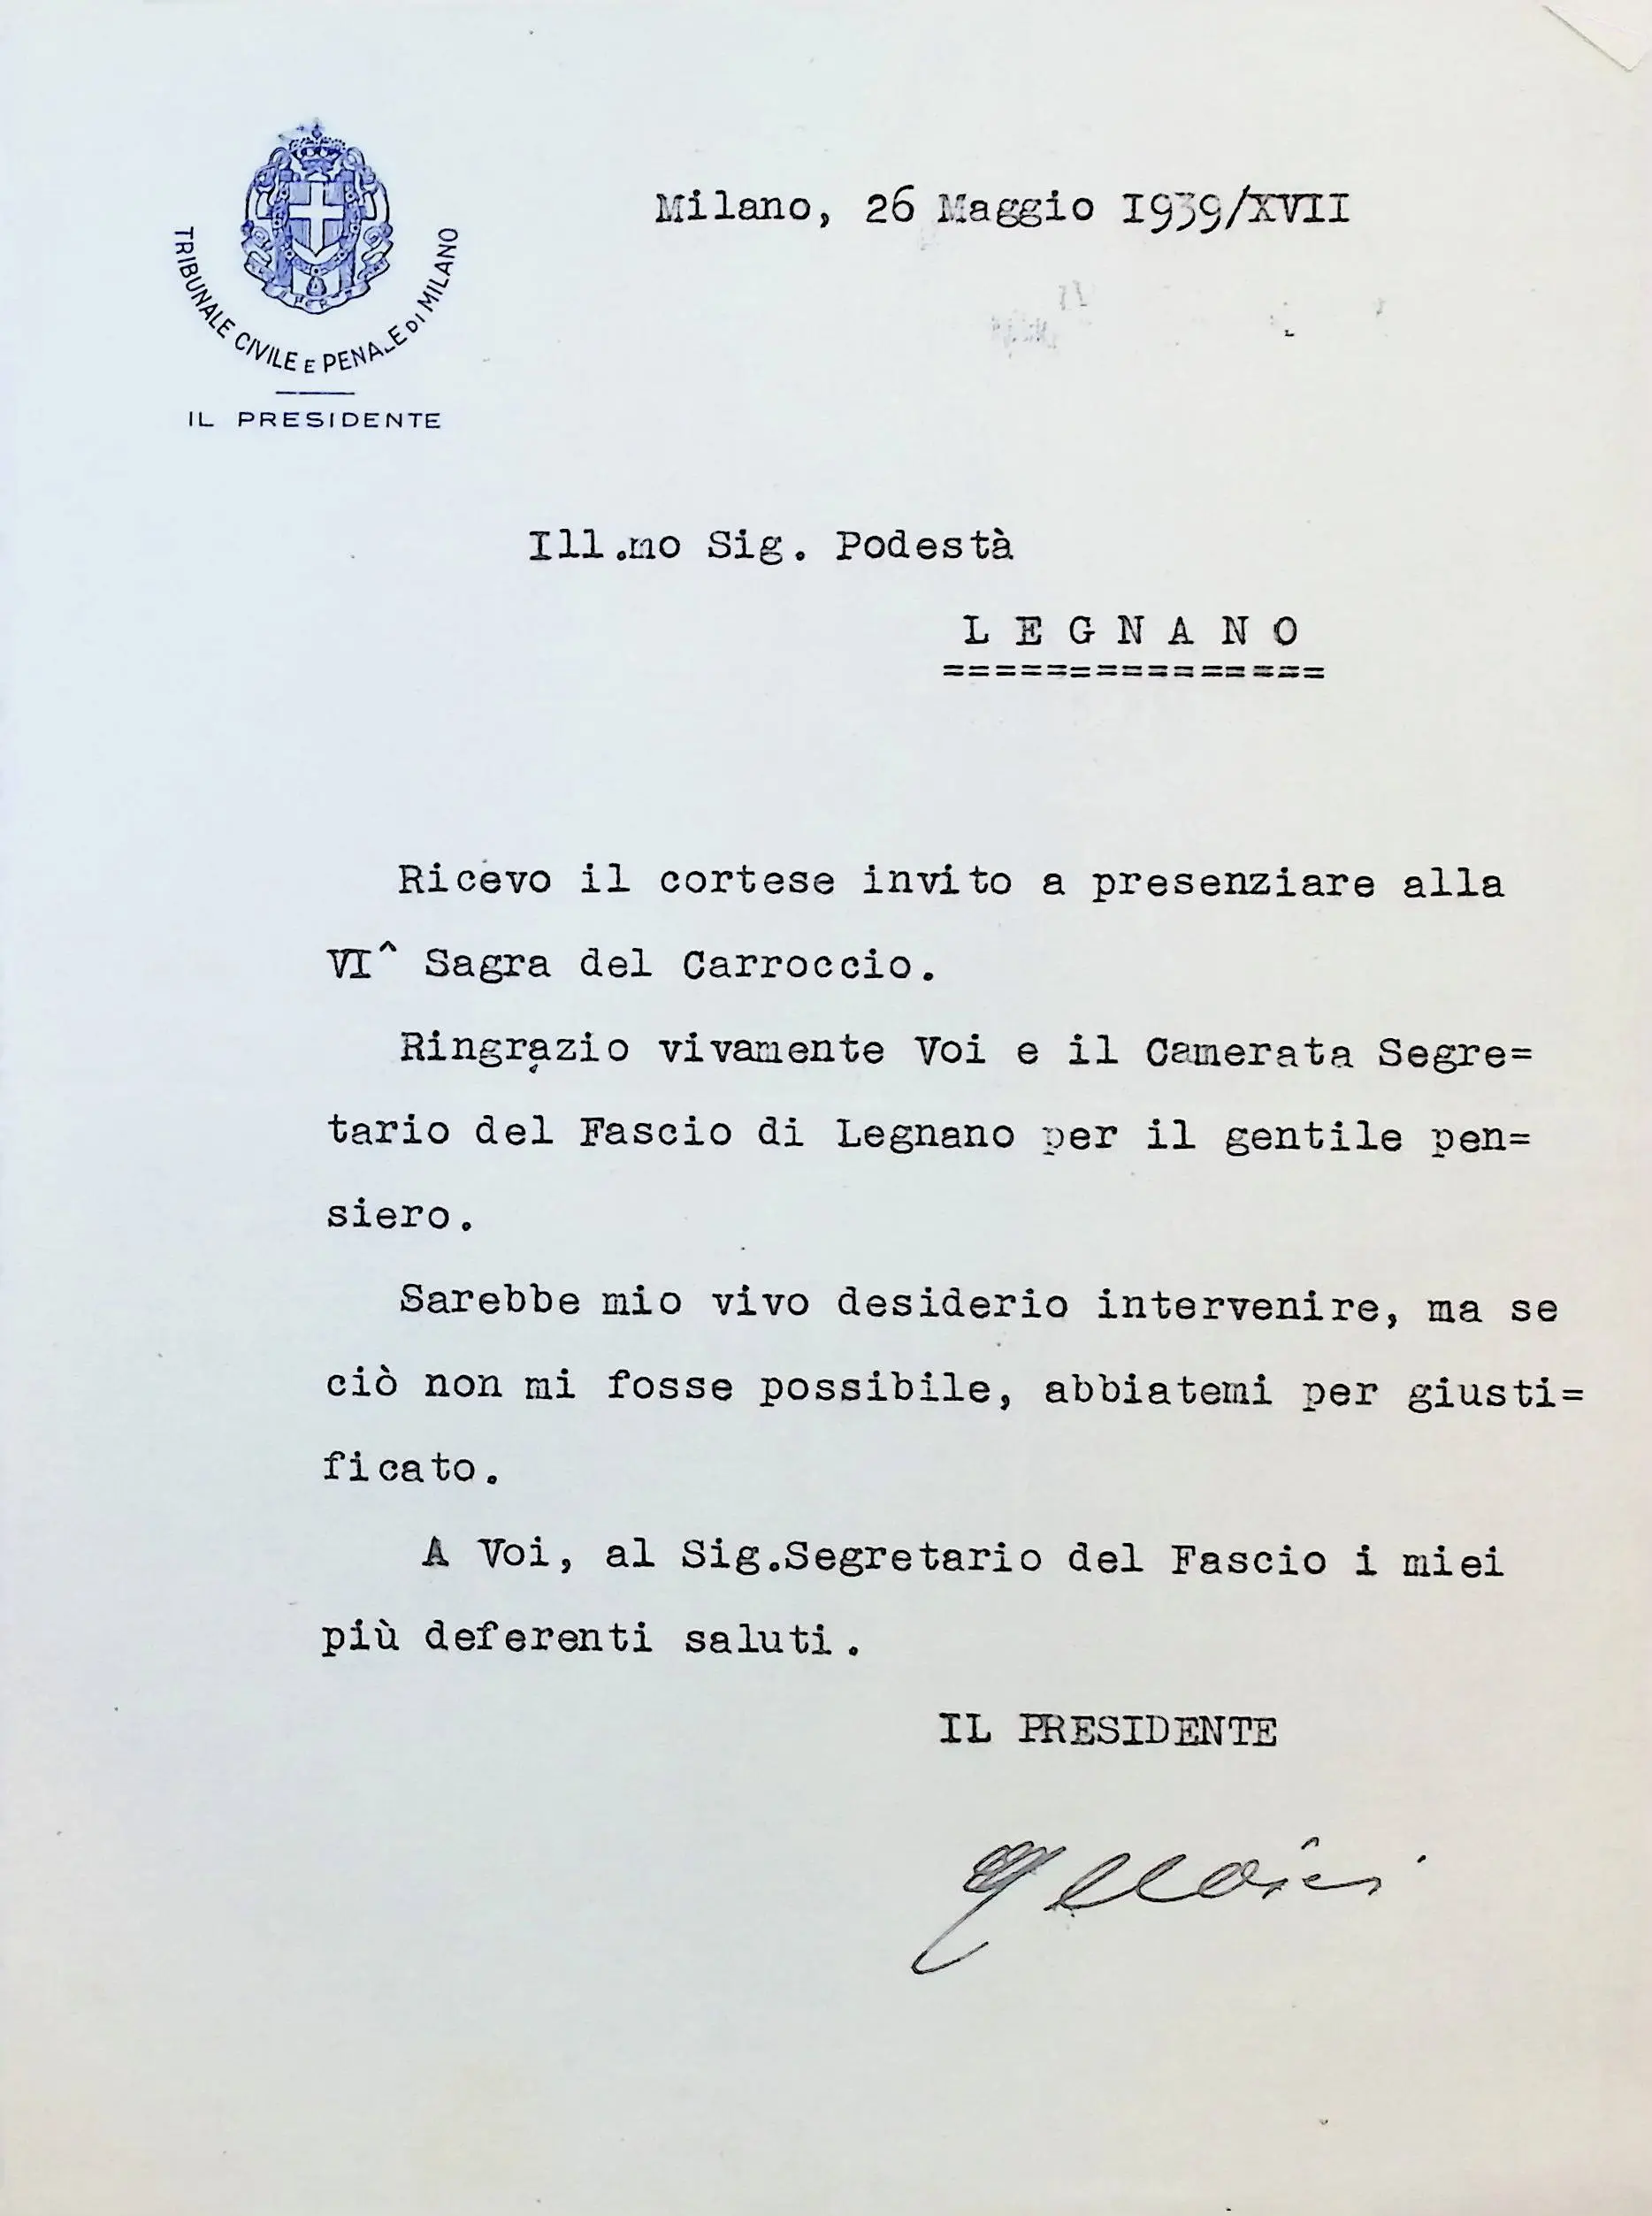 TRIBUNALE CIVILE E PENALE DI MILANO
IL PRESIDENTE
Milano, 26 Maggio 1939/XVII
Ill.mo Sig. Podestà
LEGNANO
================
Ricevo il cortese invito a presenziare alla
VI^ Sagra del Carroccio.
Ringrazio vivamente Voi e il Camerata Segre=
tario del Fascio di Legnano per il gentile pen=
siero.
Sarebbe mio vivo desiderio intervenire, ma se
ciò non mi fosse possibile, abbiatemi per giusti=
ficato.
A Voi, al Sig.Segretario del Fascio i miei
più deferenti saluti.
IL PRESIDENTE